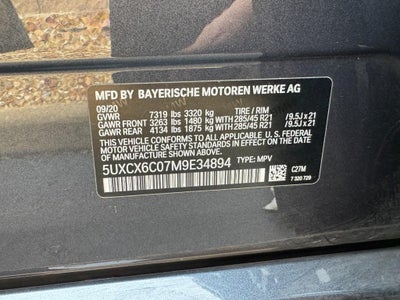 MFD BY BAYERISCHE MOTOREN WERKE AG
09/20 TIRE / RIM
GVWR 7319 lbs 3320 kg
GAWR FRONT 3263 lbs 1480 kg WITH 285/45 R21 /9.5J x 21
GAWR REAR 4134 lbs 1875 kg WITH 285/45 R21 /9.5J x 21
THIS VEHICLE CONFORMS TO ALL APPLICABLE U.S. FEDERAL
MOTOR VEHICLE SAFETY STANDARDS IN EFFECT ON THE DATE
OF MANUFACTURE SHOWN ABOVE.
5UXCX6C07M9E34894 TYPE: MPV
C27M
7 320 729